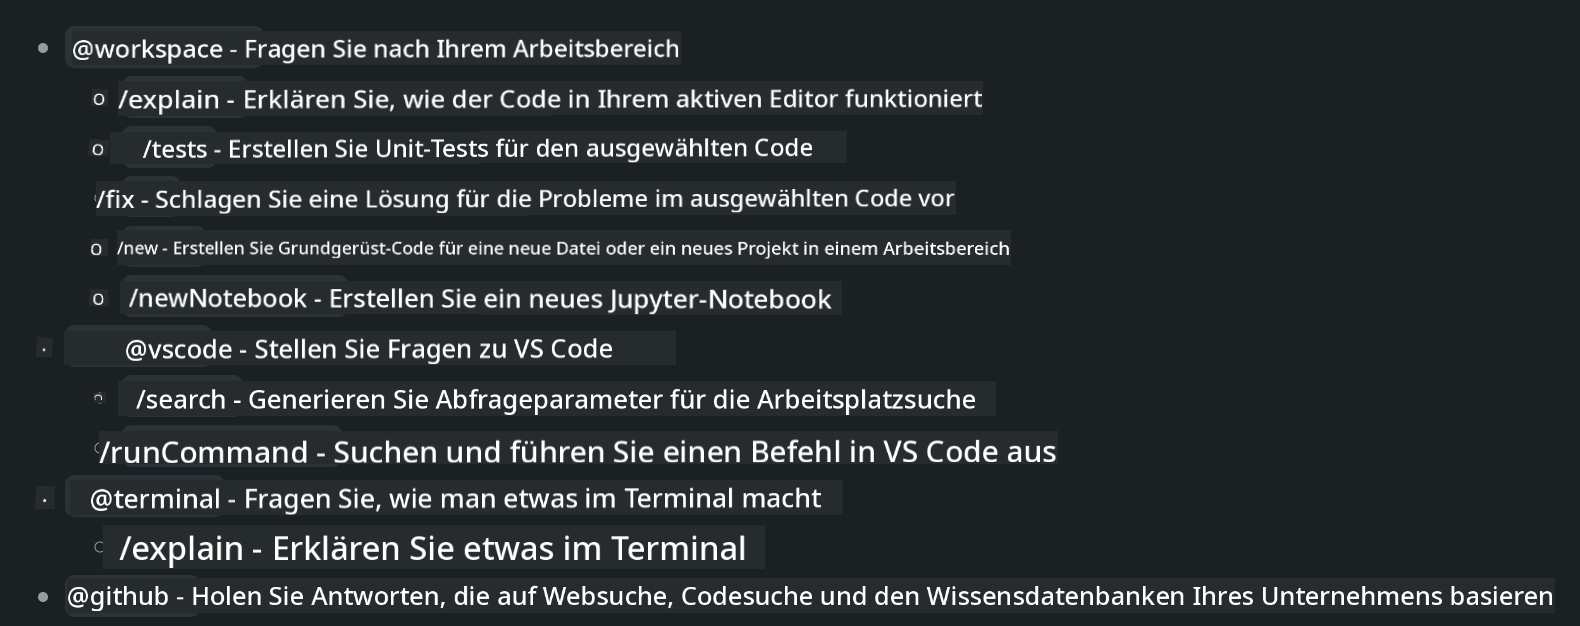 @workspace - Fragen Sie nach Ihrem Arbeitsbereich
/explain - Erklären Sie, wie der Code in Ihrem aktiven Editor funktioniert
/tests - Erstellen Sie Unit-Tests für den ausgewählten Code
/fix - Schlagen Sie eine Lösung für die Probleme im ausgewählten Code vor
/new - Erstellen Sie Grundgerüst-Code für eine neue Datei oder ein neues Projekt in einem Arbeitsbereich
/newNotebook - Erstellen Sie ein neues Jupyter-Notebook
@vscode - Stellen Sie Fragen zu VS Code
/search - Generieren Sie Abfrageparameter für die Arbeitsplatzsuche
/runCommand - Suchen und führen Sie einen Befehl in VS Code aus
@terminal - Fragen Sie, wie man etwas im Terminal macht
/explain - Erklären Sie etwas im Terminal
@github - Holen Sie Antworten, die auf Websuche, Codesuche und den Wissensdatenbanken Ihres Unternehmens basieren